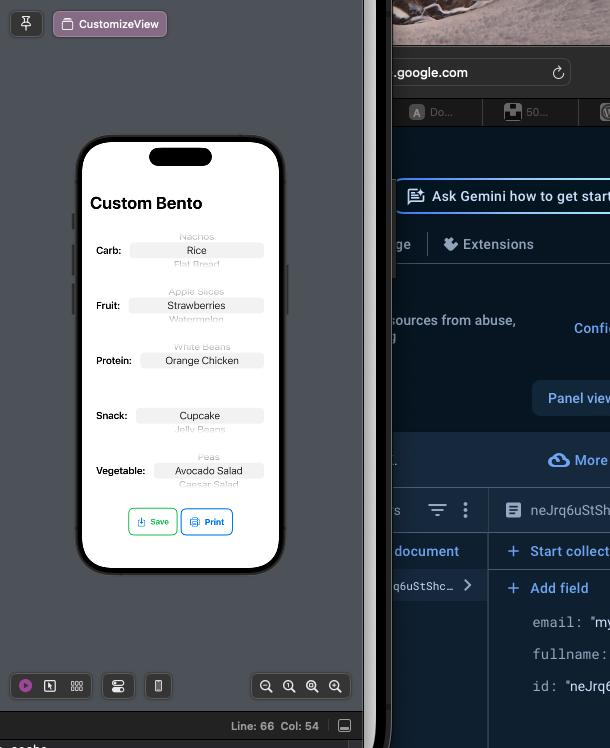 CustomizeView
Custom Bento
Nachos
Carb:
Rice
Flat Bread
Apple Slices
Fruit:
Strawberries
Watermelon
White Beans
Protein:
Orange Chicken
Snack:
Cupcake
Jelly Beans
Peas
Vegetable:
Avocado Salad
Caesar Salad
Save
Print
Line: 66 Col: 54
.google.com
A
Do...
50...
Ask Gemini how to get start
ge
Extensions
sources from abuse,
g
Confi
Panel view
More
rs
neJrq6uStSh
document
+ Start collect
q6uStShc...
+ Add field
email: "my
fullname:
id: "neJrq6